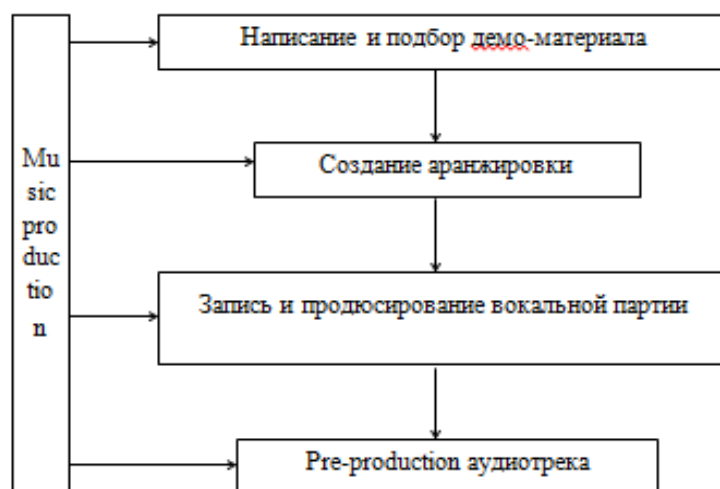 Написание и подбор демо-материала
Mu
sic
pro
duc
tio
n
Создание аранжировки
Запись и продюсирование вокальной партии
Pre-production аудиотрека